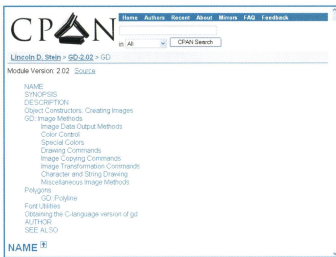 CPAN
Home Authors Recent About Mirrors FAQ Feedback
in All CPAN Search
Lincoln D. Stein > GD-2.02 > GD
Module Version: 2.02 Source
NAME
SYNOPSIS
DESCRIPTION
Object Constructors: Creating Images
GD::Image Methods
Image Data Output Methods
Color Control
Special Colors
Drawing Commands
Image Copying Commands
Image Transformation Commands
Character and String Drawing
Miscellaneous Image Methods
Polygons
GD::Polyline
Font Utilities
Obtaining the C-language version of gd
AUTHOR
SEE ALSO
NAME